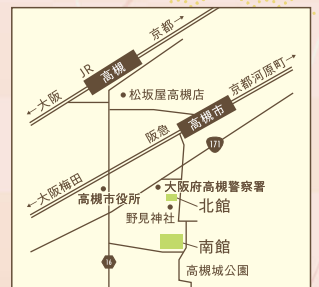 京都→
JR
高槻
←大阪
松坂屋高槻店
京都河原町→
高槻市
阪急
171
←大阪梅田
大阪府高槻警察署
高槻市役所
北館
野見神社
南館
16
高槻城公園